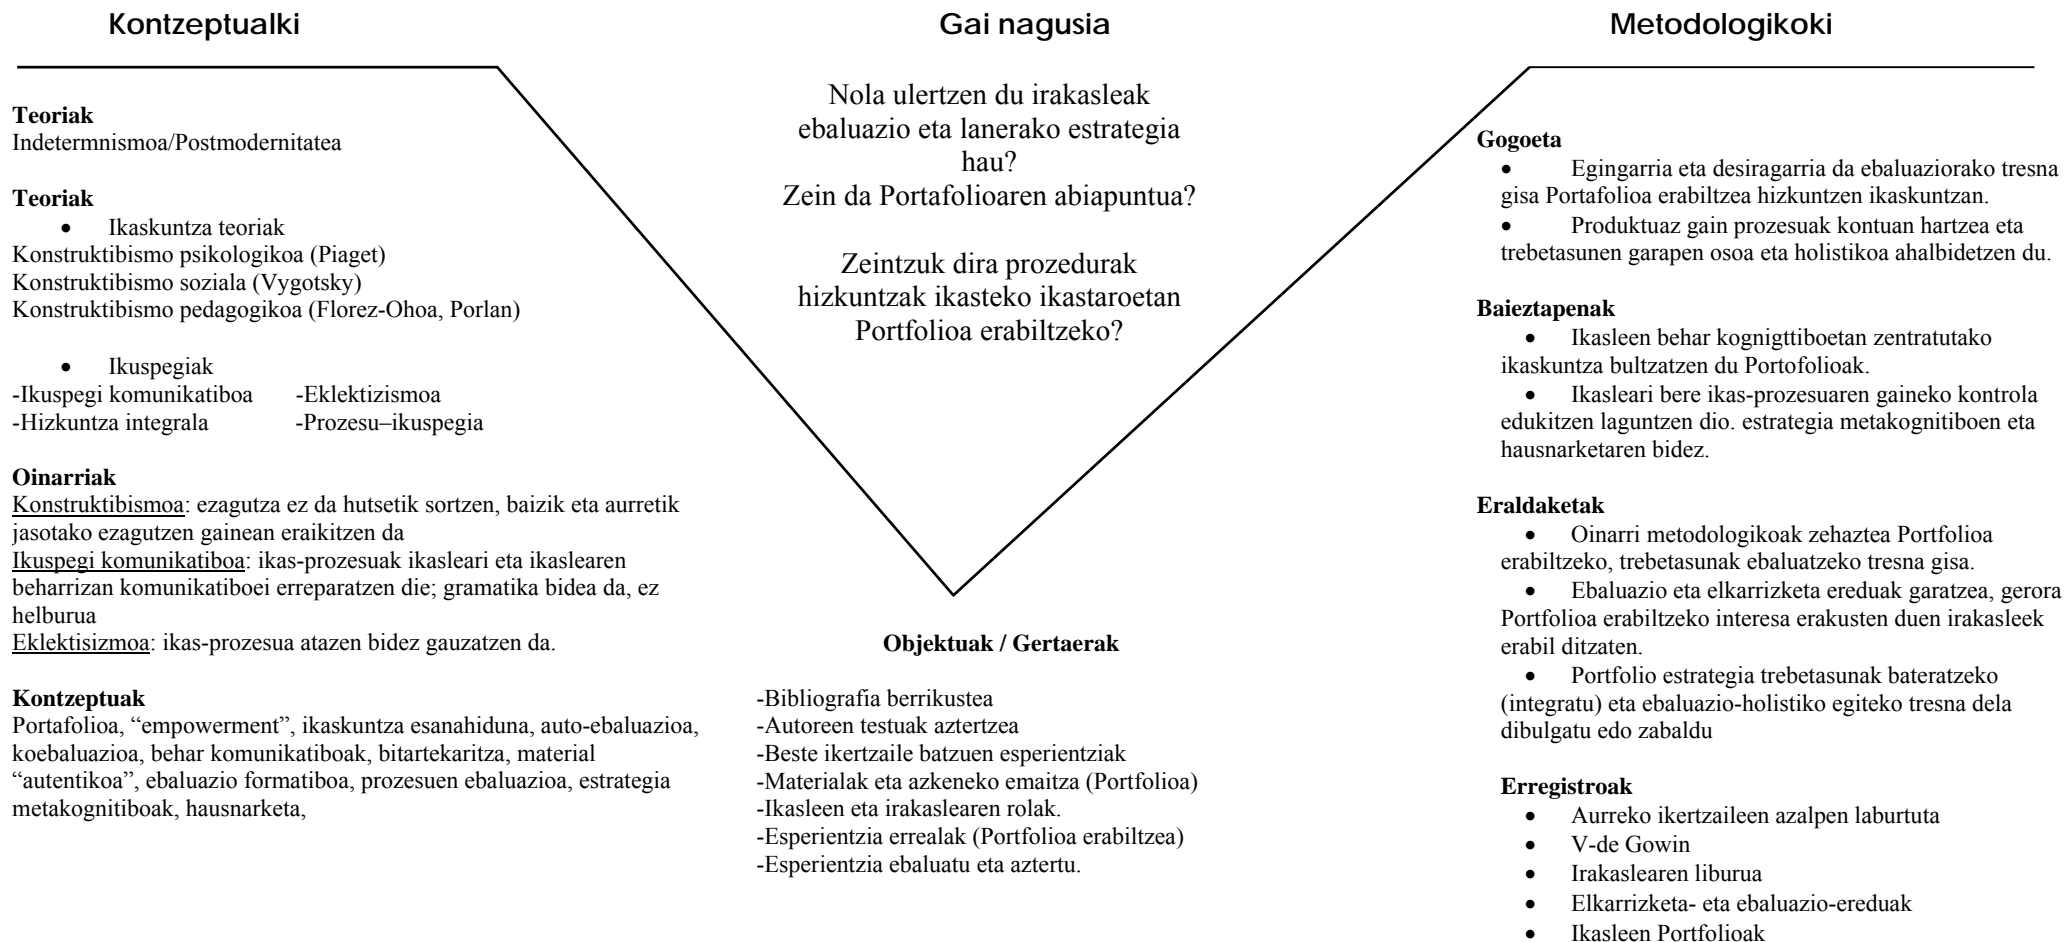 Kontzeptualki
Teoriak
Indetermnismoa/Postmodernitatea
Teoriak
• Ikaskuntza teoriak
Konstruktibismo psikologikoa (Piaget)
Konstruktibismo soziala (Vygotsky)
Konstruktibismo pedagogikoa (Florez-Ohoa, Porlan)
• Ikuspegiak
-Ikuspegi komunikatiboa -Eklektizismoa
-Hizkuntza integrala -Prozesu–ikuspegia
Oinarriak
Konstruktibismoa: ezagutza ez da hutsetik sortzen, baizik eta aurretik
jasotako ezagutzen gainean eraikitzen da
Ikuspegi komunikatiboa: ikas-prozesuak ikasleari eta ikaslearen
beharrizan komunikatiboei erreparatzen die; gramatika bidea da, ez
helburua
Eklektisizmoa: ikas-prozesua atazen bidez gauzatzen da.
Kontzeptuak
Portafolioa, “empowerment”, ikaskuntza esanahiduna, auto-ebaluazioa,
koebaluazioa, behar komunikatiboak, bitartekaritza, material
“autentikoa”, ebaluazio formatiboa, prozesuen ebaluazioa, estrategia
metakognitiboak, hausnarketa,
Gai nagusia
Nola ulertzen du irakasleak
ebaluazio eta lanerako estrategia
hau?
Zein da Portafolioaren abiapuntua?
Zeintzuk dira prozedurak
hizkuntzak ikasteko ikastaroetan
Portfolioa erabiltzeko?
Objektuak / Gertaerak
-Bibliografia berrikustea
-Autoreen testuak aztertzea
-Beste ikertzaile batzuen esperientziak
-Materialak eta azkeneko emaitza (Portfolioa)
-Ikasleen eta irakaslearen rolak.
-Esperientzia errealak (Portfolioa erabiltzea)
-Esperientzia ebaluatu eta aztertu.
Metodologikoki
Gogoeta
• Egingarria eta desiragarria da ebaluaziorako tresna
gisa Portafolioa erabiltzea hizkuntzen ikaskuntzan.
• Produktuaz gain prozesuak kontuan hartzea eta
trebetasunen garapen osoa eta holistikoa ahalbidetzen du.
Baieztapenak
• Ikasleen behar kognigttiboetan zentratutako
ikaskuntza bultzatzen du Portofolioak.
• Ikasleari bere ikas-prozesuaren gaineko kontrola
edukitzen laguntzen dio. estrategia metakognitiboen eta
hausnarketaren bidez.
Eraldaketak
• Oinarri metodologikoak zehaztea Portfolioa
erabiltzeko, trebetasunak ebaluatzeko tresna gisa.
• Ebaluazio eta elkarrizketa ereduak garatzea, gerora
Portfolioa erabiltzeko interesa erakusten duen irakasleek
erabil ditzaten.
• Portfolio estrategia trebetasunak bateratzeko
(integratu) eta ebaluazio-holistiko egiteko tresna dela
dibulgatu edo zabaldu
Erregistroak
• Aurreko ikertzaileen azalpen laburtuta
• V-de Gowin
• Irakaslearen liburua
• Elkarrizketa- eta ebaluazio-ereduak
• Ikasleen Portfolioak